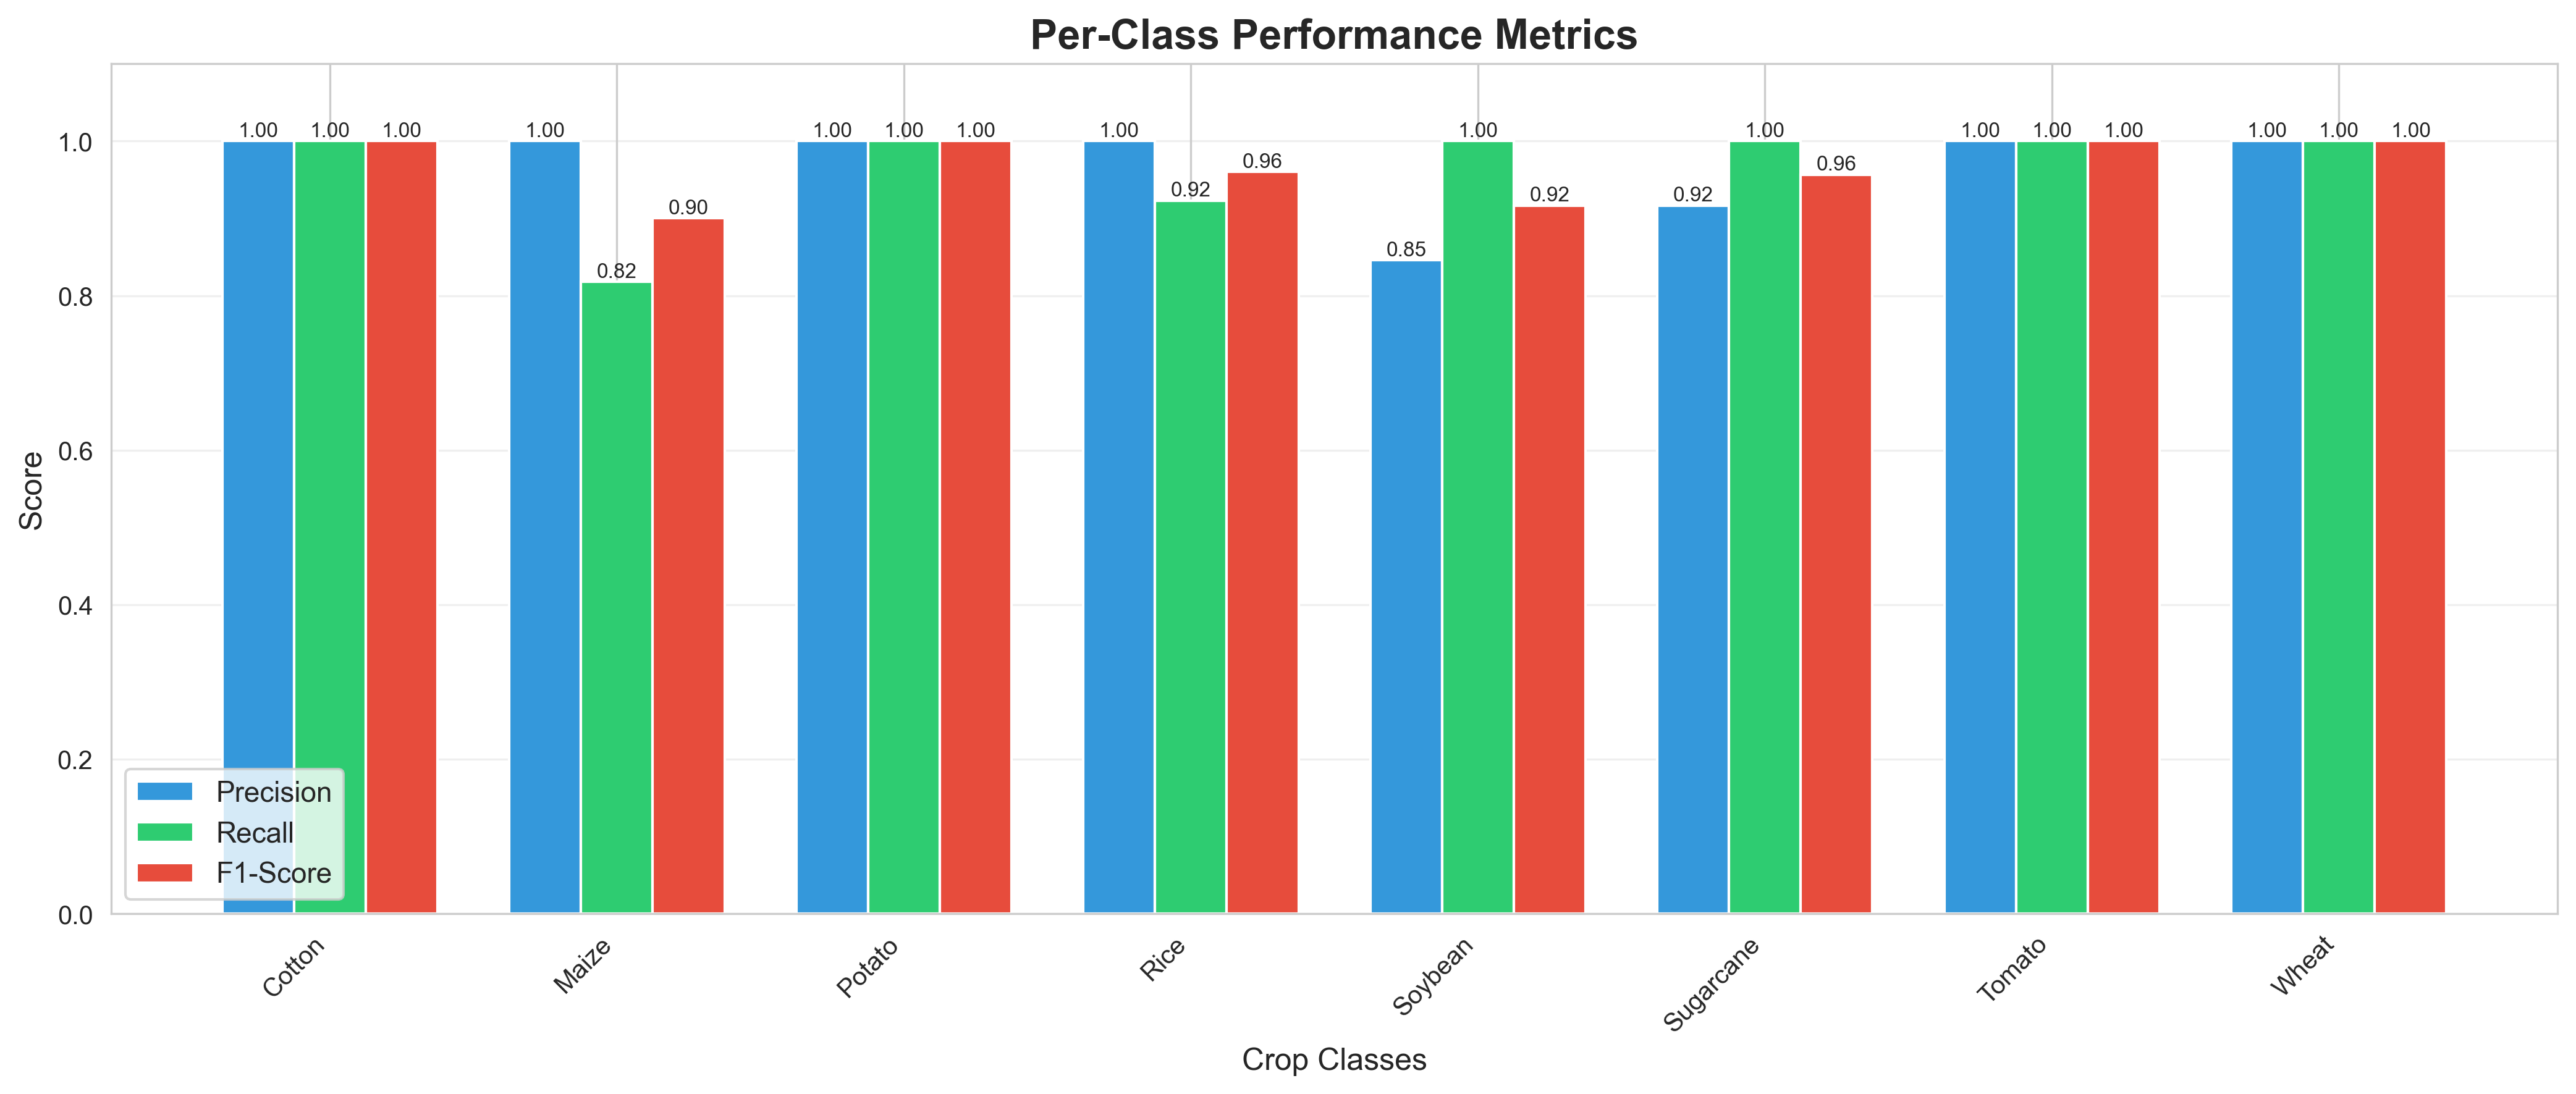 Per-Class Performance Metrics
1.00 1.00 1.00 1.00 1.00 1.00 1.00 1.00 1.00 1.00 1.00 1.00 1.00 1.00 1.00 1.00
0.96 0.96
0.92 0.92 0.92
0.90
0.85
0.82
Score
1.0
0.8
0.6
0.4
0.2
0.0
Precision
Recall
F1-Score
Cotton Maize Potato Rice Soybean Sugarcane Tomato Wheat
Crop Classes